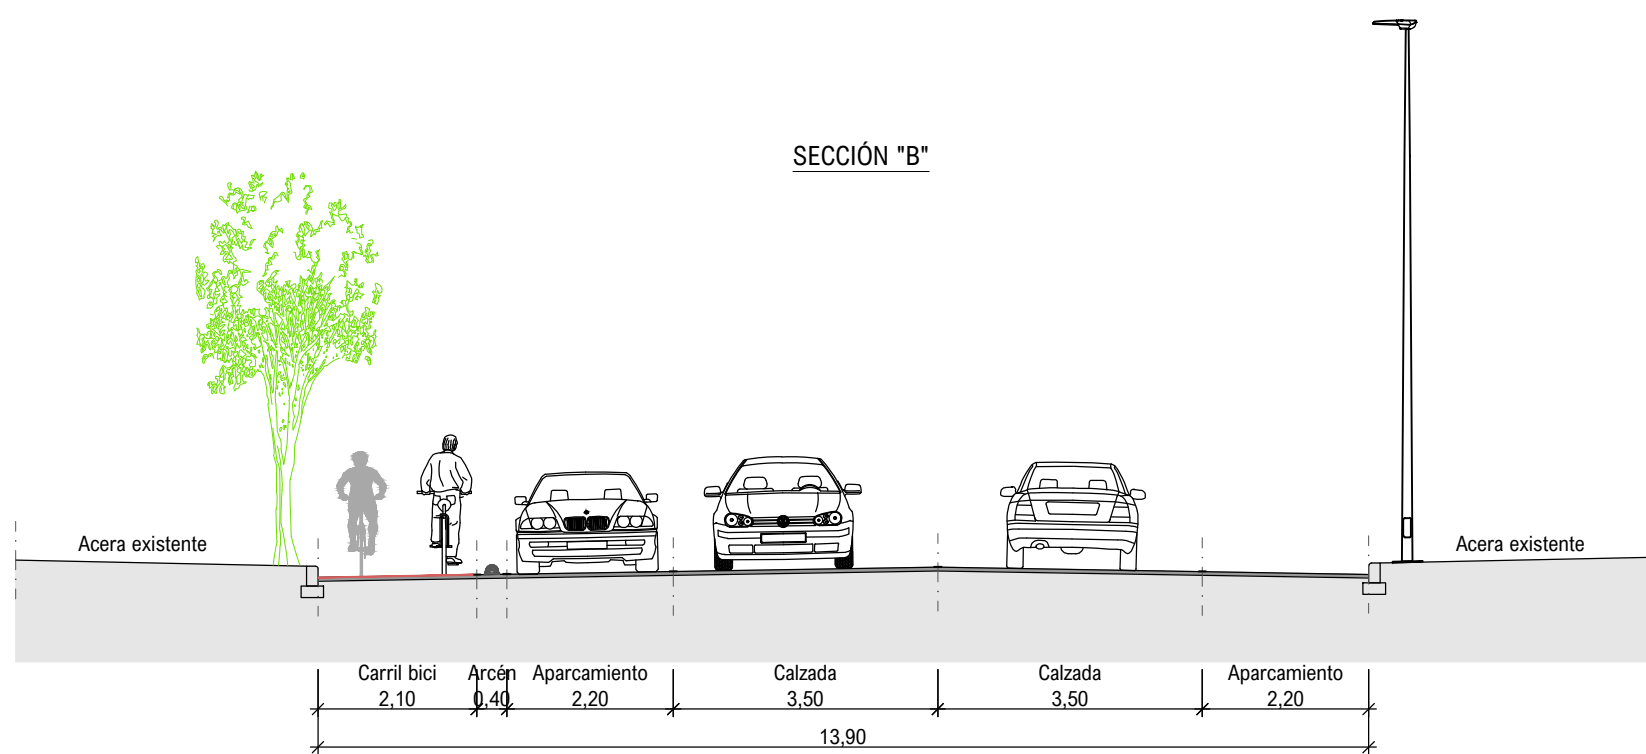 SECCIÓN "B"
Acera existente
Acera existente
Carril bici Arcén Aparcamiento Calzada Calzada Aparcamiento
2,10 0,40 2,20 3,50 3,50 2,20
13,90